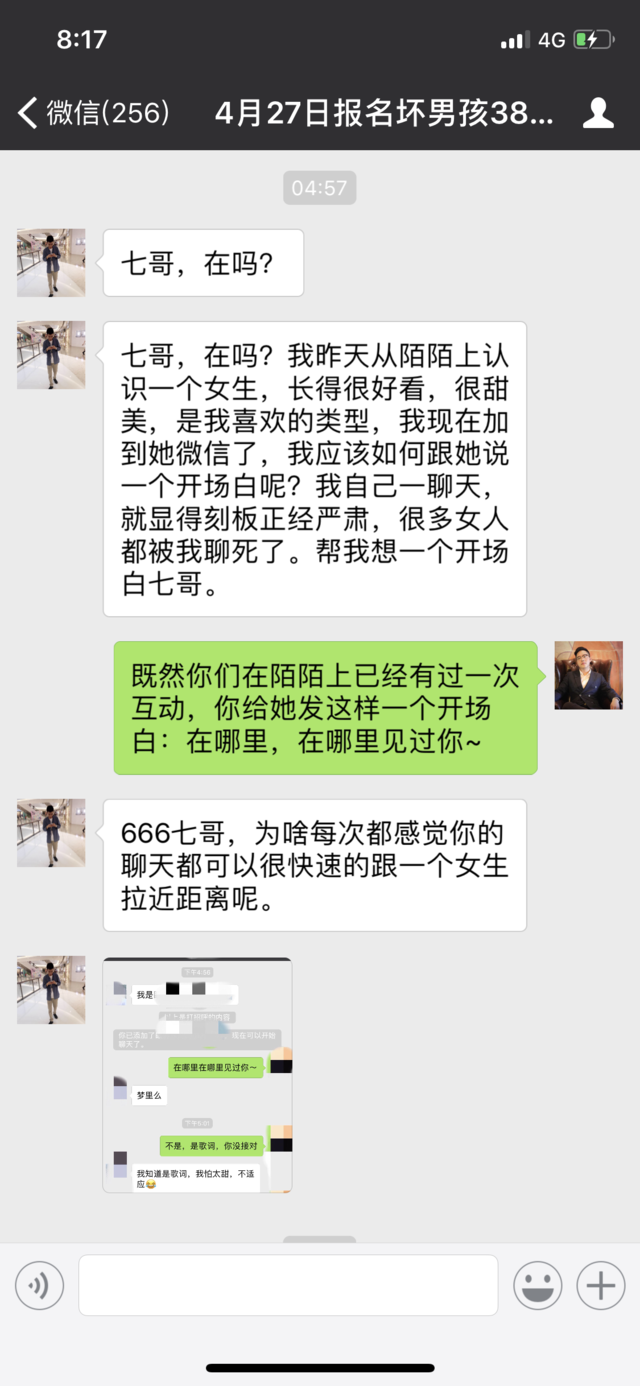 8:17
4G
微信(256)
4月27日报名坏男孩38...
04:57
七哥，在吗？
七哥，在吗？我昨天从陌陌上认
识一个女生，长得很好看，很甜
美，是我喜欢的类型，我现在加
到她微信了，我应该如何跟她说
一个开场白呢？我自己一聊天，
就显得刻板正经严肃，很多女人
都被我聊死了。帮我想一个开场
白七哥。
既然你们在陌陌上已经有过一次
互动，你给她发这样一个开场
白：在哪里，在哪里见过你~
666七哥，为啥每次都感觉你的
聊天都可以很快速的跟一个女生
拉近距离呢。
下午4:56
我是
你已添加了
现在可以开始
聊天了。
在哪里在哪里见过你～
梦里么
下午5:01
不是，是歌词，你没接对
我知道是歌词，我怕太甜，不适
应😂